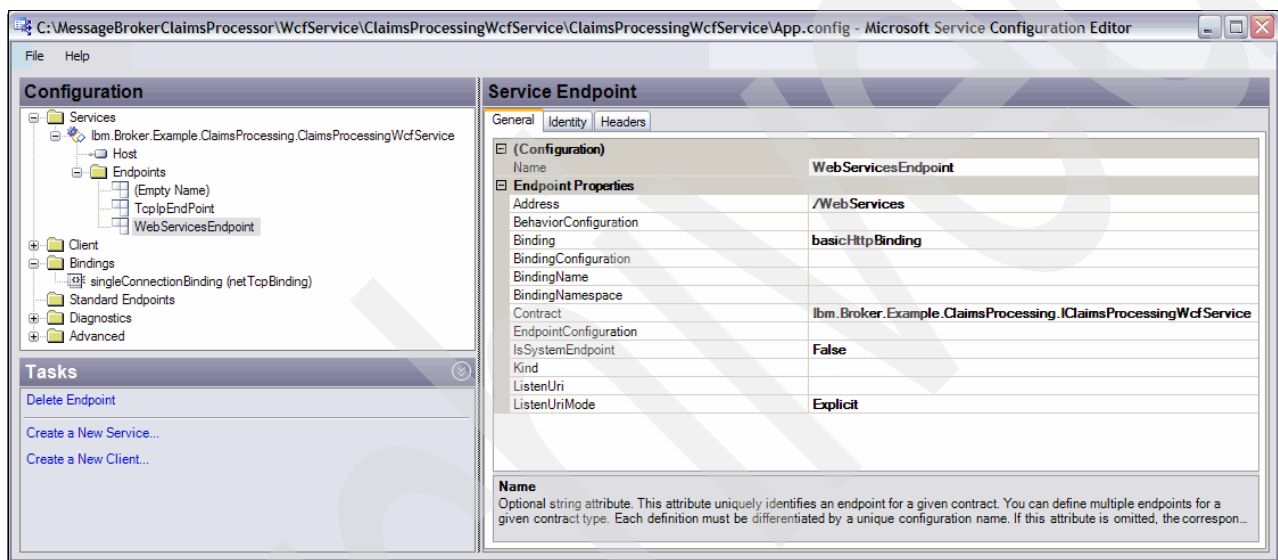 C:\MessageBrokerClaimsProcessor\WcfService\ClaimsProcessingWcfService\ClaimsProcessingWcfService\App.config - Microsoft Service Configuration Editor
File Help
Configuration
Services
Ibm.Broker.Example.ClaimsProcessing.ClaimsProcessingWcfService
Host
Endpoints
(Empty Name)
TcpIpEndPoint
WebServicesEndpoint
Client
Bindings
singleConnectionBinding (netTcpBinding)
Standard Endpoints
Diagnostics
Advanced
Tasks
Delete Endpoint
Create a New Service...
Create a New Client...
Service Endpoint
General Identity Headers
(Configuration)
Name WebServicesEndpoint
Endpoint Properties
Address /WebServices
BehaviorConfiguration
Binding basicHttpBinding
BindingConfiguration
BindingName
BindingNamespace
Contract Ibm.Broker.Example.ClaimsProcessing.IClaimsProcessingWcfService
EndpointConfiguration
IsSystemEndpoint False
Kind
ListenUri
ListenUriMode Explicit
Name
Optional string attribute. This attribute uniquely identifies an endpoint for a given contract. You can define multiple endpoints for a
given contract type. Each definition must be differentiated by a unique configuration name. If this attribute is omitted, the correspon...